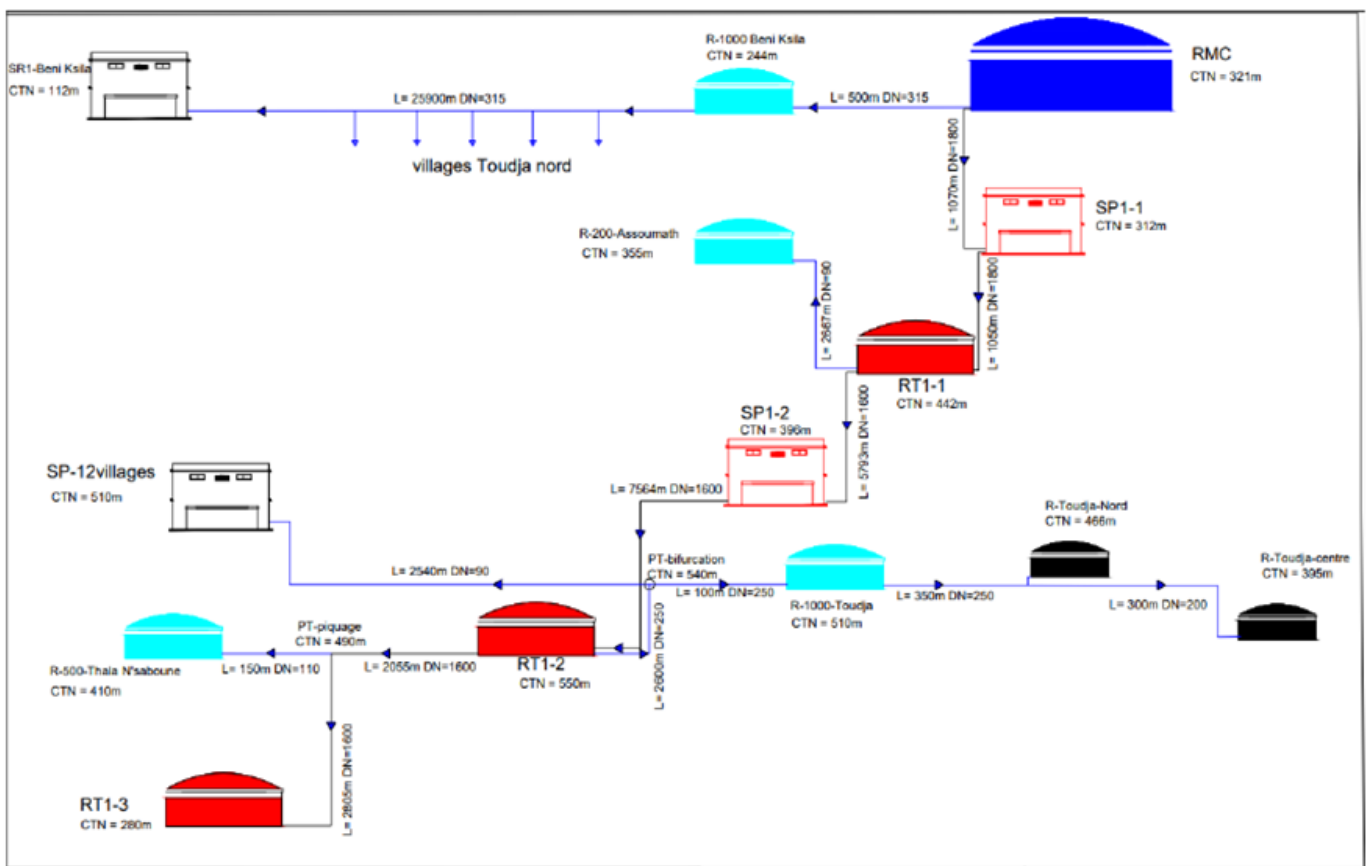 R-1000 Beni Ksila
CTN = 244m
RMC
CTN = 321m
SR1-Beni Ksila
CTN = 112m
L= 25900m DN=315
L= 500m DN=315
villages Toudja nord
L= 1070m DN=1800
SP1-1
CTN = 312m
R-200-Assoumath
CTN = 355m
L= 2667m DN=90
L= 1050m DN=1800
RT1-1
CTN = 442m
SP1-2
CTN = 396m
L= 5793m DN=1600
SP-12villages
CTN = 510m
L= 7564m DN=1600
R-Toudja-Nord
CTN = 466m
PT-bifurcation
CTN = 540m
R-Toudja-centre
CTN = 395m
L= 2540m DN=90
L= 100m DN=250
R-1000-Toudja
CTN = 510m
L= 350m DN=250
L= 300m DN=200
PT-piquage
CTN = 490m
L= 2600m DN=250
R-500-Thala N'saboune
CTN = 410m
L= 150m DN=110
L= 2055m DN=1600
RT1-2
CTN = 550m
RT1-3
CTN = 280m
L= 2805m DN=1600